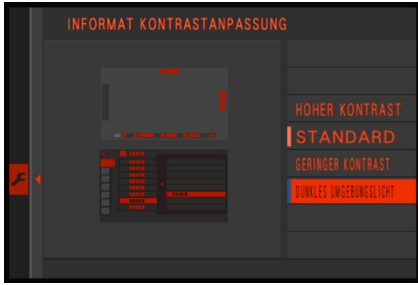 INFORMAT KONTRASTANPASSUNG
HOHER KONTRAST
STANDARD
GERINGER KONTRAST
DUNKLES UMGEBUNGSLICHT